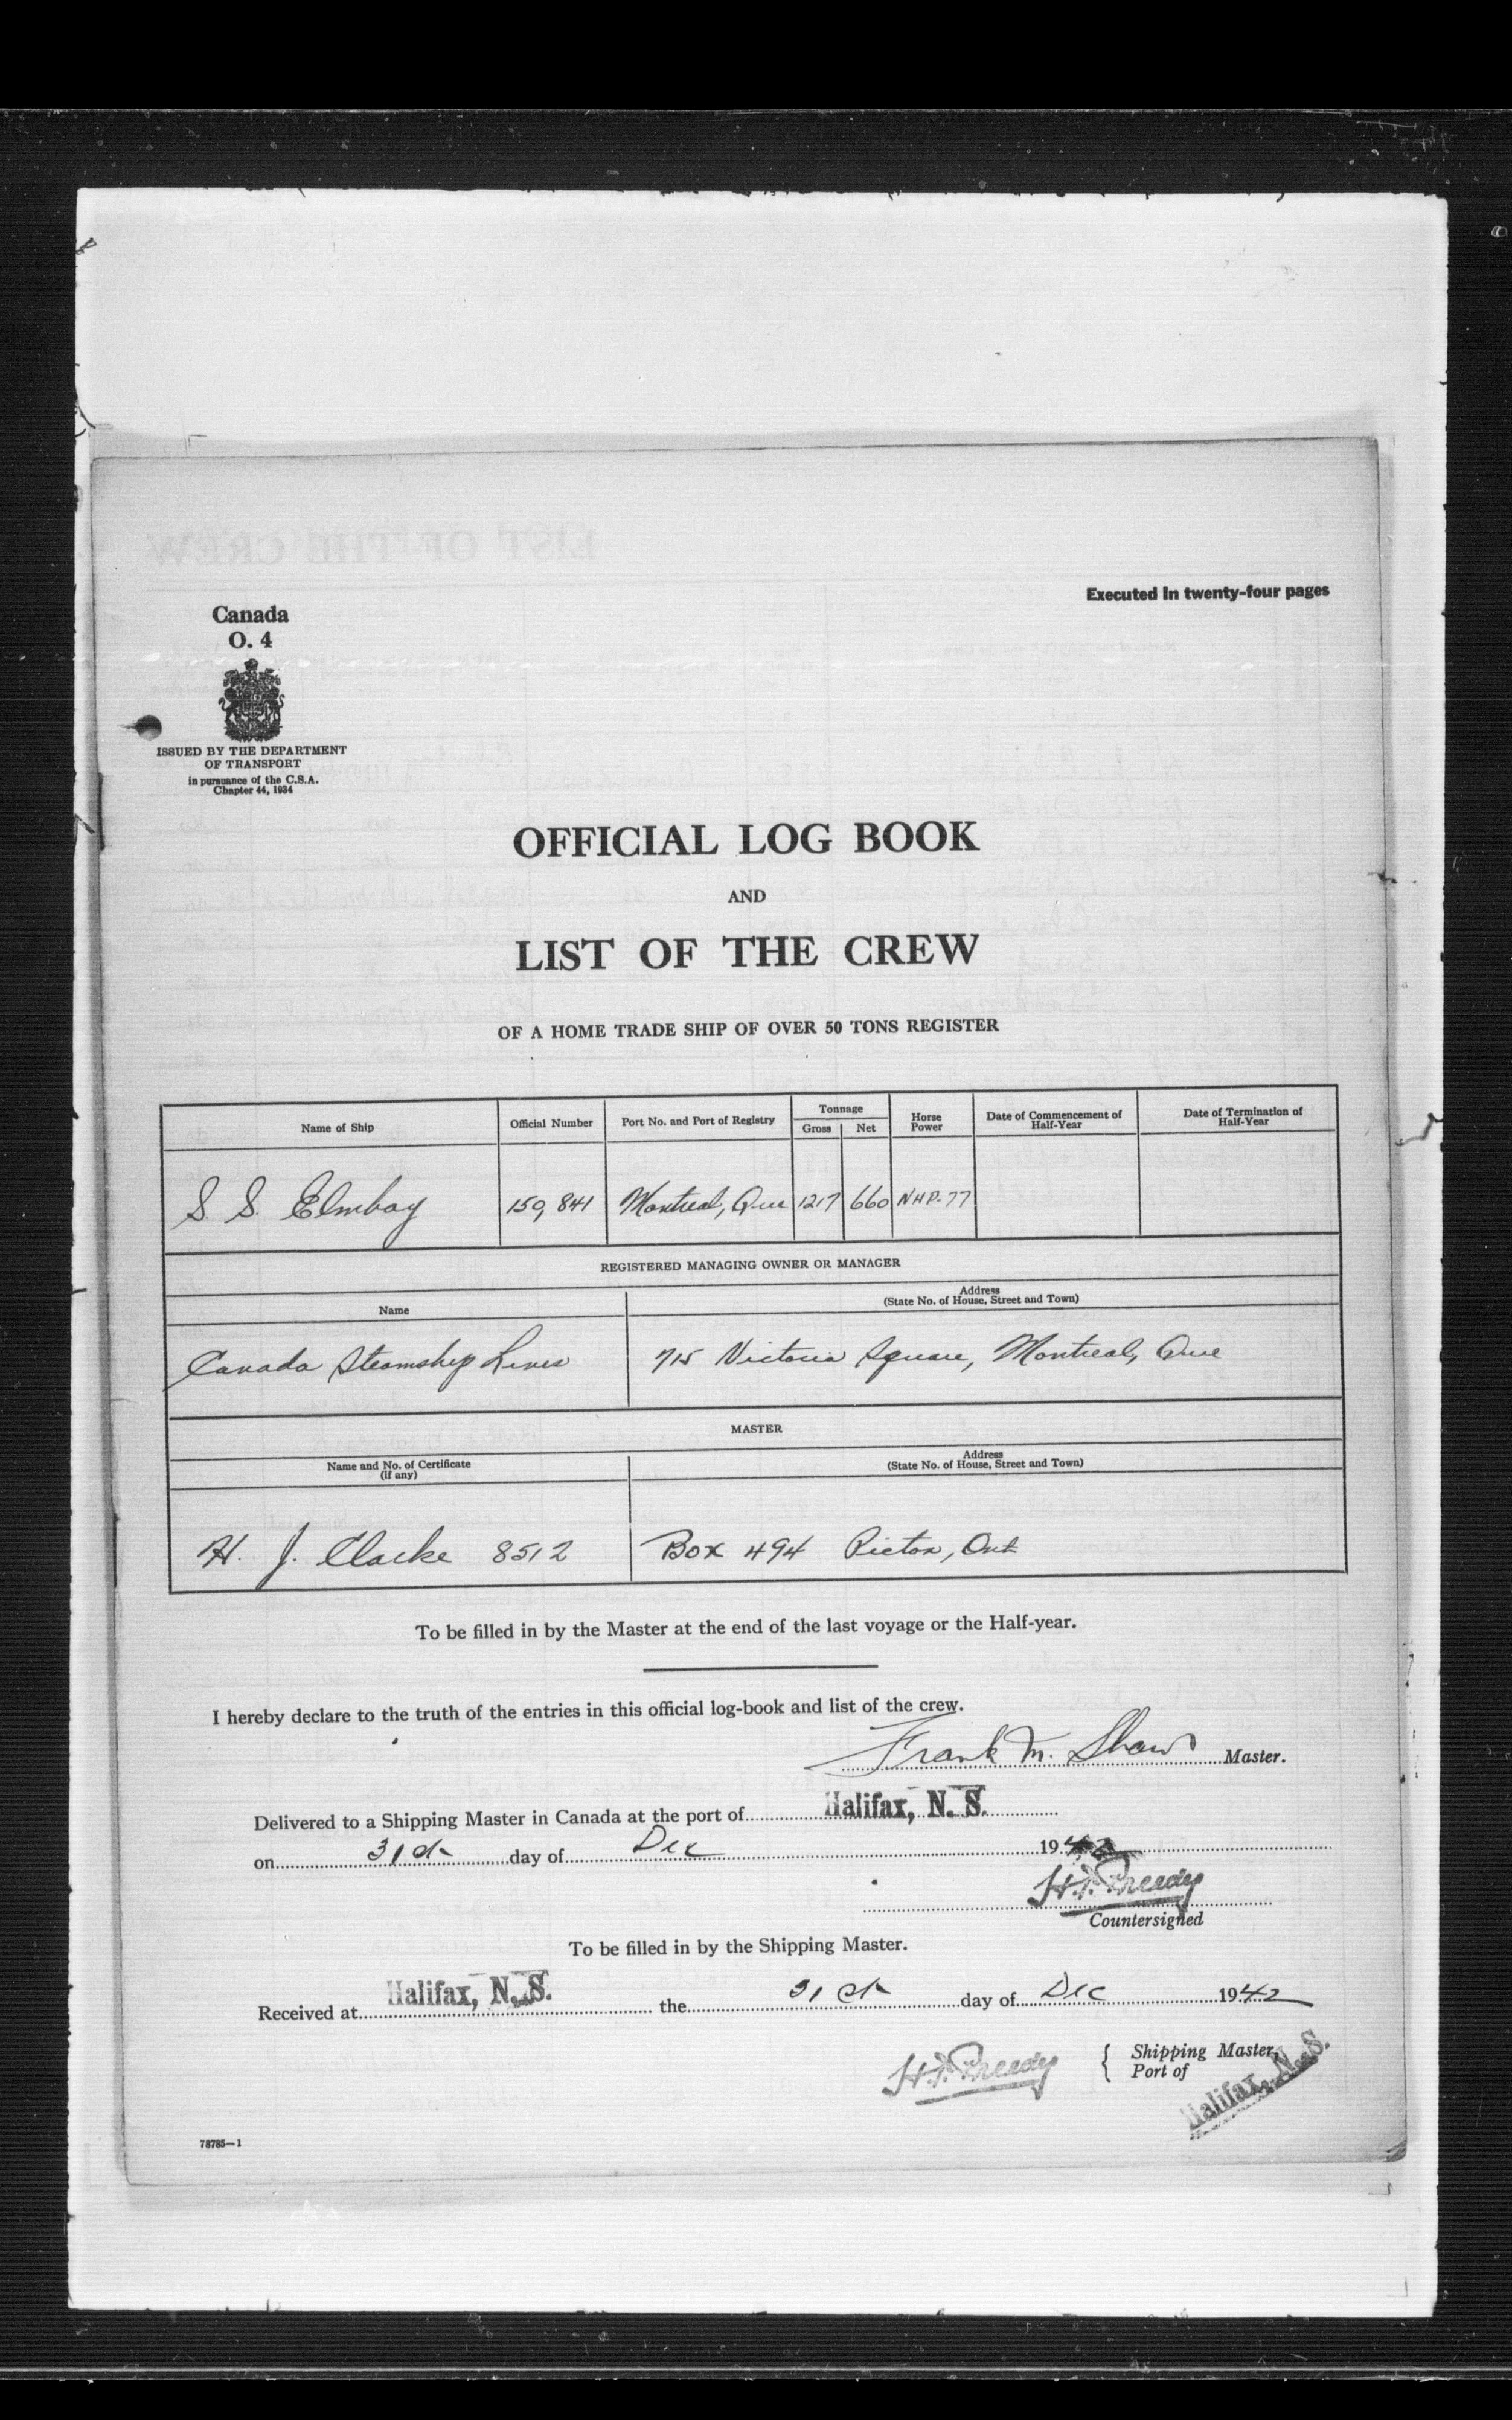 Executed in twenty-four pages
Canada
O. 4
ISSUED BY THE DEPARTMENT
OF TRANSPORT
in pursuance of the C.S.A.
Chapter 44, 1934
OFFICIAL LOG BOOK
AND
LIST OF THE CREW
OF A HOME TRADE SHIP OF OVER 50 TONS REGISTER
Name of Ship Official Number Port No. and Port of Registry Tonnage Gross Net Horse Power Date of Commencement of Half-Year Date of Termination of Half-Year
S. S. Elmbay 150,841 Montreal, Que 1217 660 NHP-77
REGISTERED MANAGING OWNER OR MANAGER
Name Address (State No. of House, Street and Town)
Canada Steamship Lines 715 Victoria Square, Montreal, Que
MASTER
Name and No. of Certificate (if any) Address (State No. of House, Street and Town)
H. J. Clarke 8512 Box 494 Picton, Ont
To be filled in by the Master at the end of the last voyage or the Half-year.
I hereby declare to the truth of the entries in this official log-book and list of the crew.
Frank M. Shaw Master.
Delivered to a Shipping Master in Canada at the port of Halifax, N. S.
on 31st day of Dec 1942
Countersigned
To be filled in by the Shipping Master.
Received at Halifax, N. S. the 31st day of Dec 1942
Shipping Master,
Port of Halifax, N. S.
78785—1